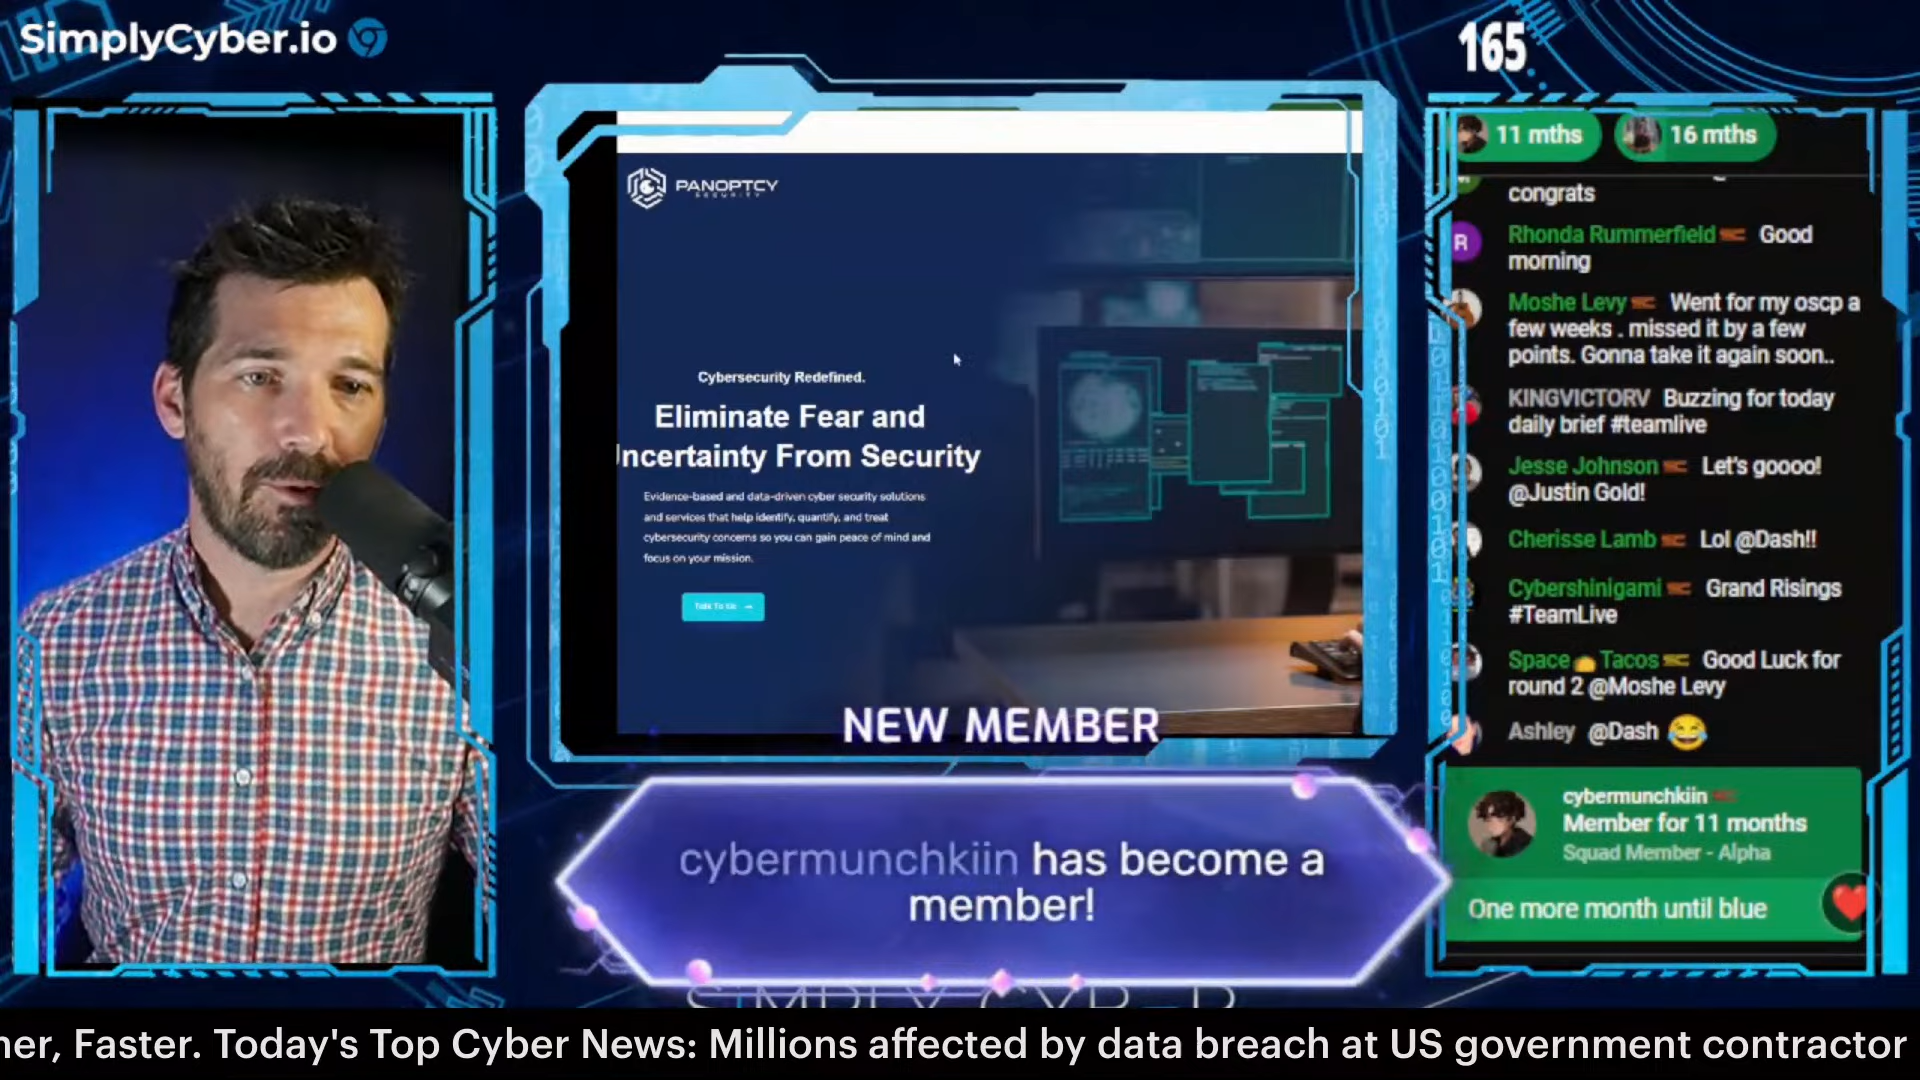 SimplyCyber.io
165
PANOPTCY
SECURITY
Cybersecurity Redefined.
Eliminate Fear and
Uncertainty From Security
Evidence-based and data-driven cyber security solutions
and services that help identify, quantify, and treat
cybersecurity concerns so you can gain peace of mind and
focus on your mission.
Talk To Us →
NEW MEMBER
cybermunchkiin has become a
member!
11 mths
16 mths
congrats
R
Rhonda Rummerfield Good
morning
Moshe Levy Went for my oscp a
few weeks . missed it by a few
points. Gonna take it again soon..
KINGVICTORV Buzzing for today
daily brief #teamlive
Jesse Johnson Let's goooo!
@Justin Gold!
Cherisse Lamb Lol @Dash!!
Cybershinigami Grand Risings
#TeamLive
Space 🌮 Tacos Good Luck for
round 2 @Moshe Levy
Ashley @Dash 😂
cybermunchkiin
Member for 11 months
Squad Member - Alpha
One more month until blue
ner, Faster. Today's Top Cyber News: Millions affected by data breach at US government contractor